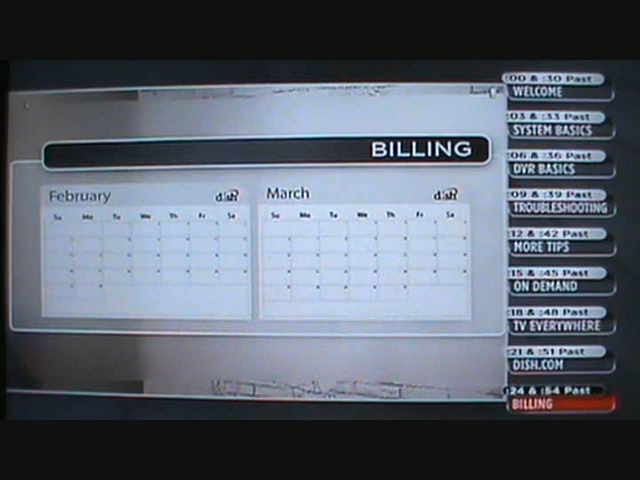 BILLING
February
dish
Su Mo Tu We Th Fr Sa
March
dish
Su Mo Tu We Th Fr Sa
:00 & :30 Past
WELCOME
:03 & :33 Past
SYSTEM BASICS
:06 & :36 Past
DVR BASICS
:09 & :39 Past
TROUBLESHOOTING
:12 & :42 Past
MORE TIPS
:15 & :45 Past
ON DEMAND
:18 & :48 Past
TV EVERYWHERE
:21 & :51 Past
DISH.COM
:24 & :54 Past
BILLING